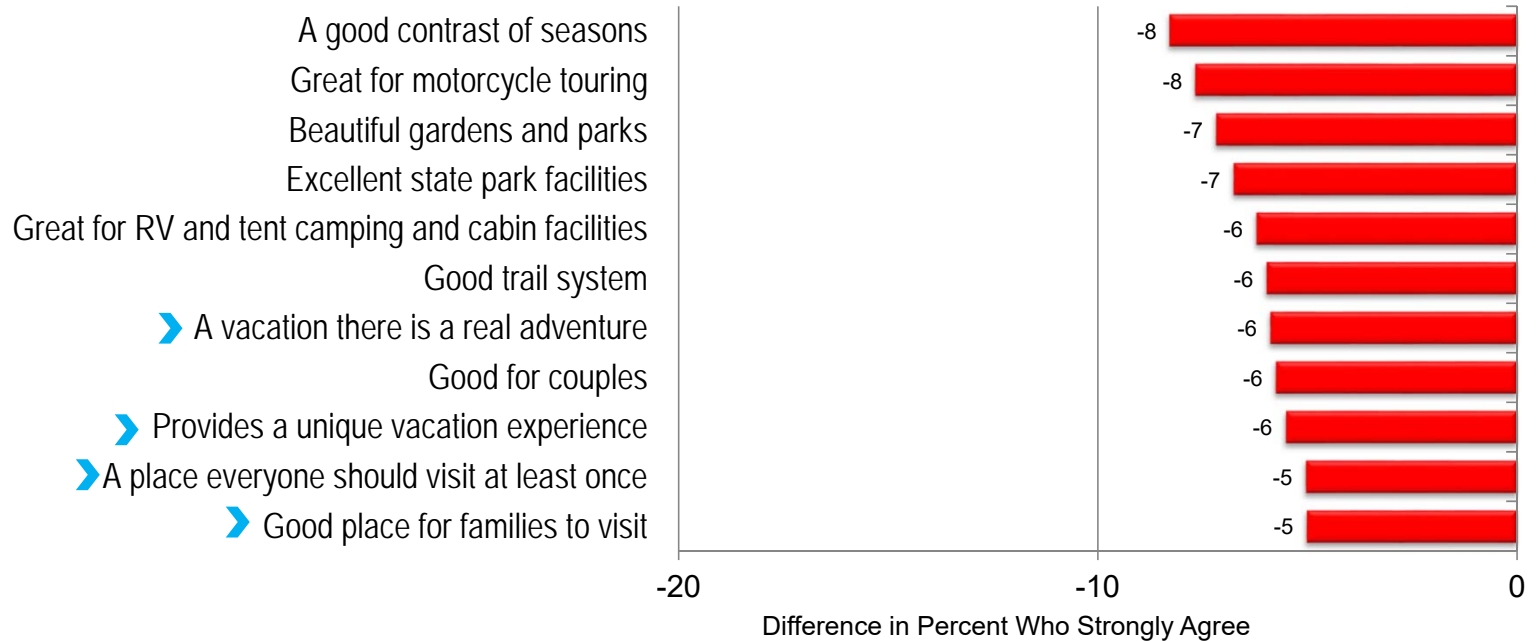 A good contrast of seasons -8
Great for motorcycle touring -8
Beautiful gardens and parks -7
Excellent state park facilities -7
Great for RV and tent camping and cabin facilities -6
Good trail system -6
A vacation there is a real adventure -6
Good for couples -6
Provides a unique vacation experience -6
A place everyone should visit at least once -5
Good place for families to visit -5
-20 -10 0
Difference in Percent Who Strongly Agree